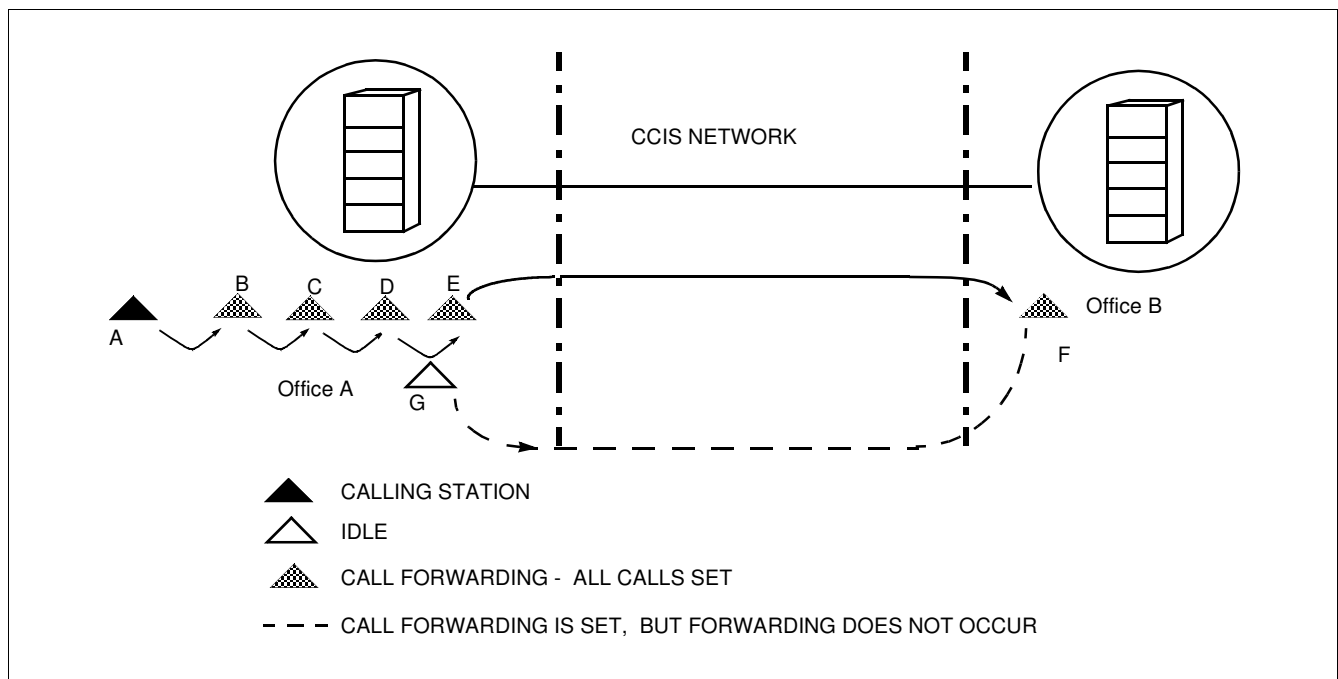 CCIS NETWORK
B
C
D
E
A
Office B
F
Office A
G
CALLING STATION
IDLE
CALL FORWARDING - ALL CALLS SET
CALL FORWARDING IS SET, BUT FORWARDING DOES NOT OCCUR